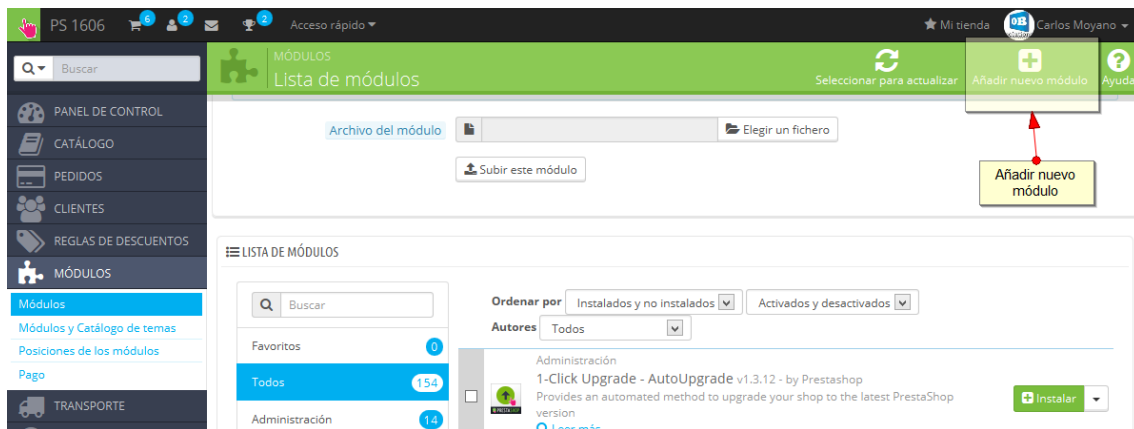 PS 1606 6 2 2 Acceso rápido Mi tienda Carlos Moyano
Buscar
MÓDULOS
Lista de módulos
Seleccionar para actualizar
Añadir nuevo módulo
Ayuda
PANEL DE CONTROL
CATÁLOGO
PEDIDOS
CLIENTES
REGLAS DE DESCUENTOS
MÓDULOS
Módulos
Módulos y Catálogo de temas
Posiciones de los módulos
Pago
TRANSPORTE
Archivo del módulo
Elegir un fichero
Subir este módulo
Añadir nuevo
módulo
LISTA DE MÓDULOS
Buscar
Favoritos 0
Todos 154
Administración 14
Ordenar por Instalados y no instalados Activados y desactivados
Autores Todos
Administración
1-Click Upgrade - AutoUpgrade v1.3.12 - by Prestashop
Provides an automated method to upgrade your shop to the latest PrestaShop
version
Leer más
Instalar